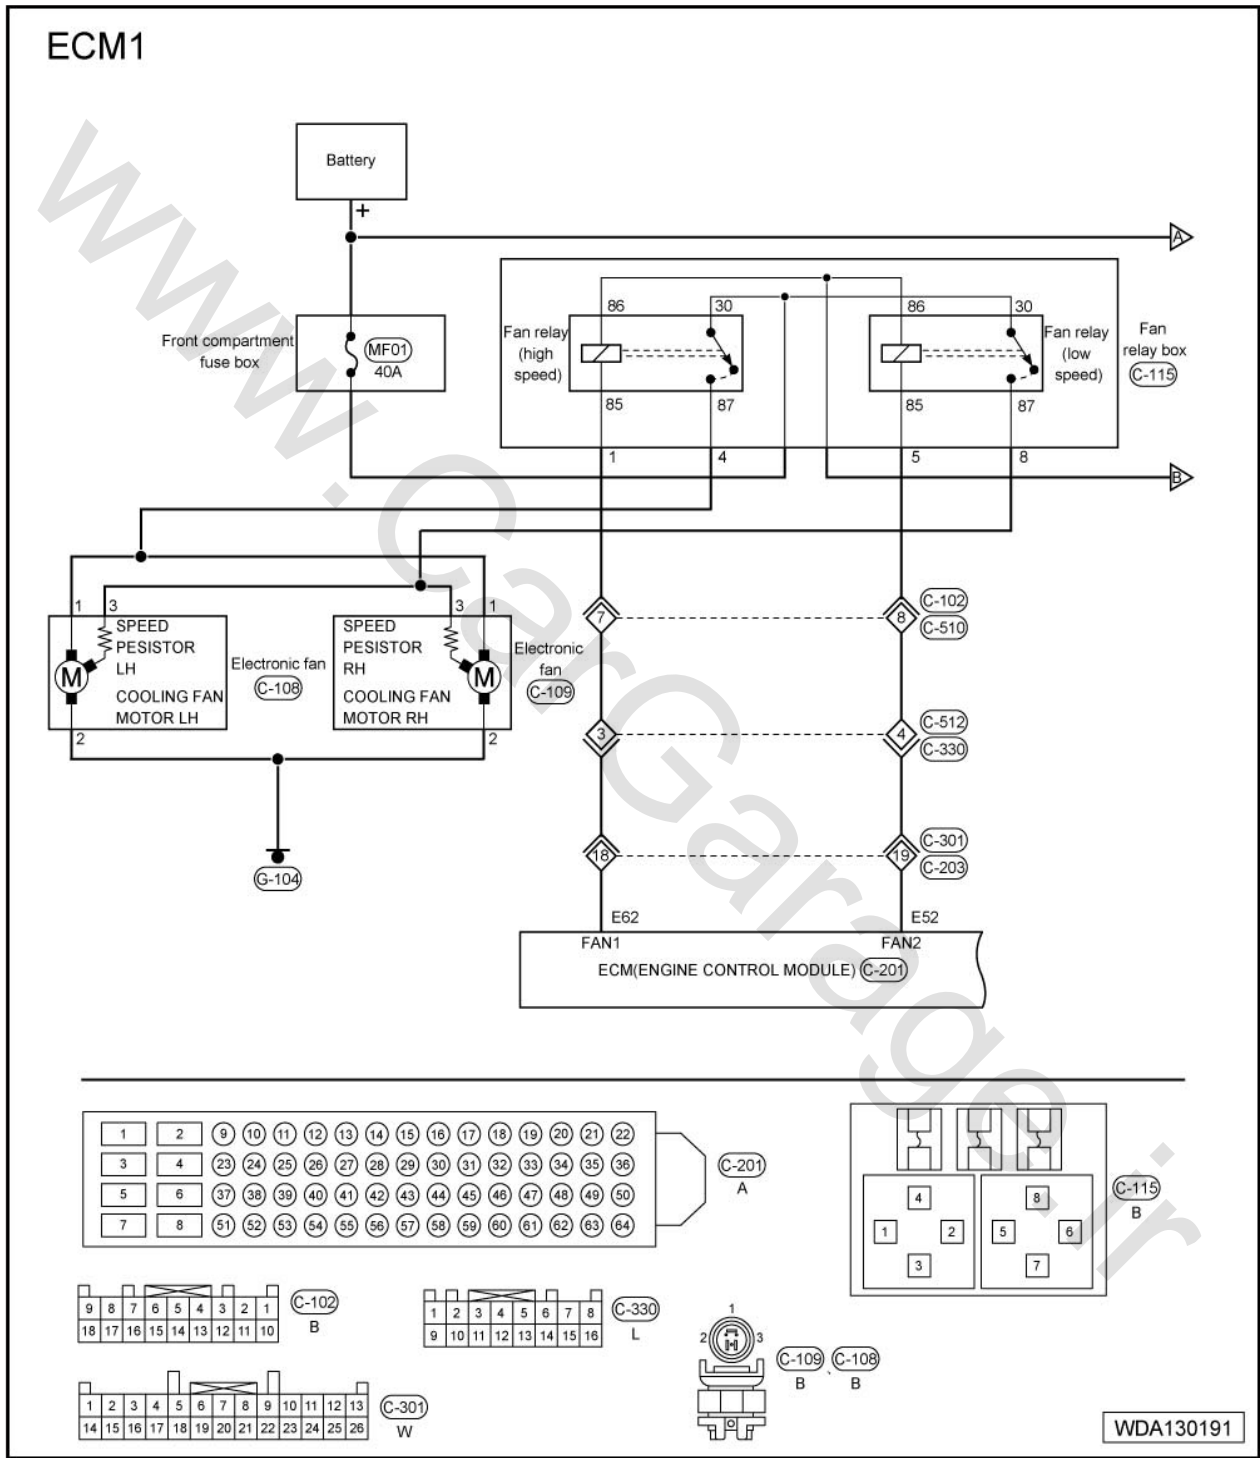 ECM1
Battery
+
A
Front compartment
fuse box
MF01
40A
86
30
86
30
Fan relay
(high
speed)
Fan relay
(low
speed)
Fan
relay box
C-115
85
87
85
87
1
4
5
8
B
1
3
SPEED
PESISTOR
LH
M
COOLING FAN
MOTOR LH
2
Electronic fan
C-108
3
1
SPEED
PESISTOR
RH
M
COOLING FAN
MOTOR RH
2
Electronic
fan
C-109
G-104
7
8
C-102
C-510
3
4
C-512
C-330
18
19
C-301
C-203
E62
E52
FAN1
FAN2
ECM(ENGINE CONTROL MODULE) C-201
1 2 9 10 11 12 13 14 15 16 17 18 19 20 21 22
3 4 23 24 25 26 27 28 29 30 31 32 33 34 35 36
5 6 37 38 39 40 41 42 43 44 45 46 47 48 49 50
7 8 51 52 53 54 55 56 57 58 59 60 61 62 63 64
C-201
A
4
1 2
3
8
5 6
7
C-115
B
9 8 7 6 5 4 3 2 1
18 17 16 15 14 13 12 11 10
C-102
B
1 2 3 4 5 6 7 8
9 10 11 12 13 14 15 16
C-330
L
1
2 3
C-109 、 C-108
B B
1 2 3 4 5 6 7 8 9 10 11 12 13
14 15 16 17 18 19 20 21 22 23 24 25 26
C-301
W
WDA130191
www.CarGarage.ir